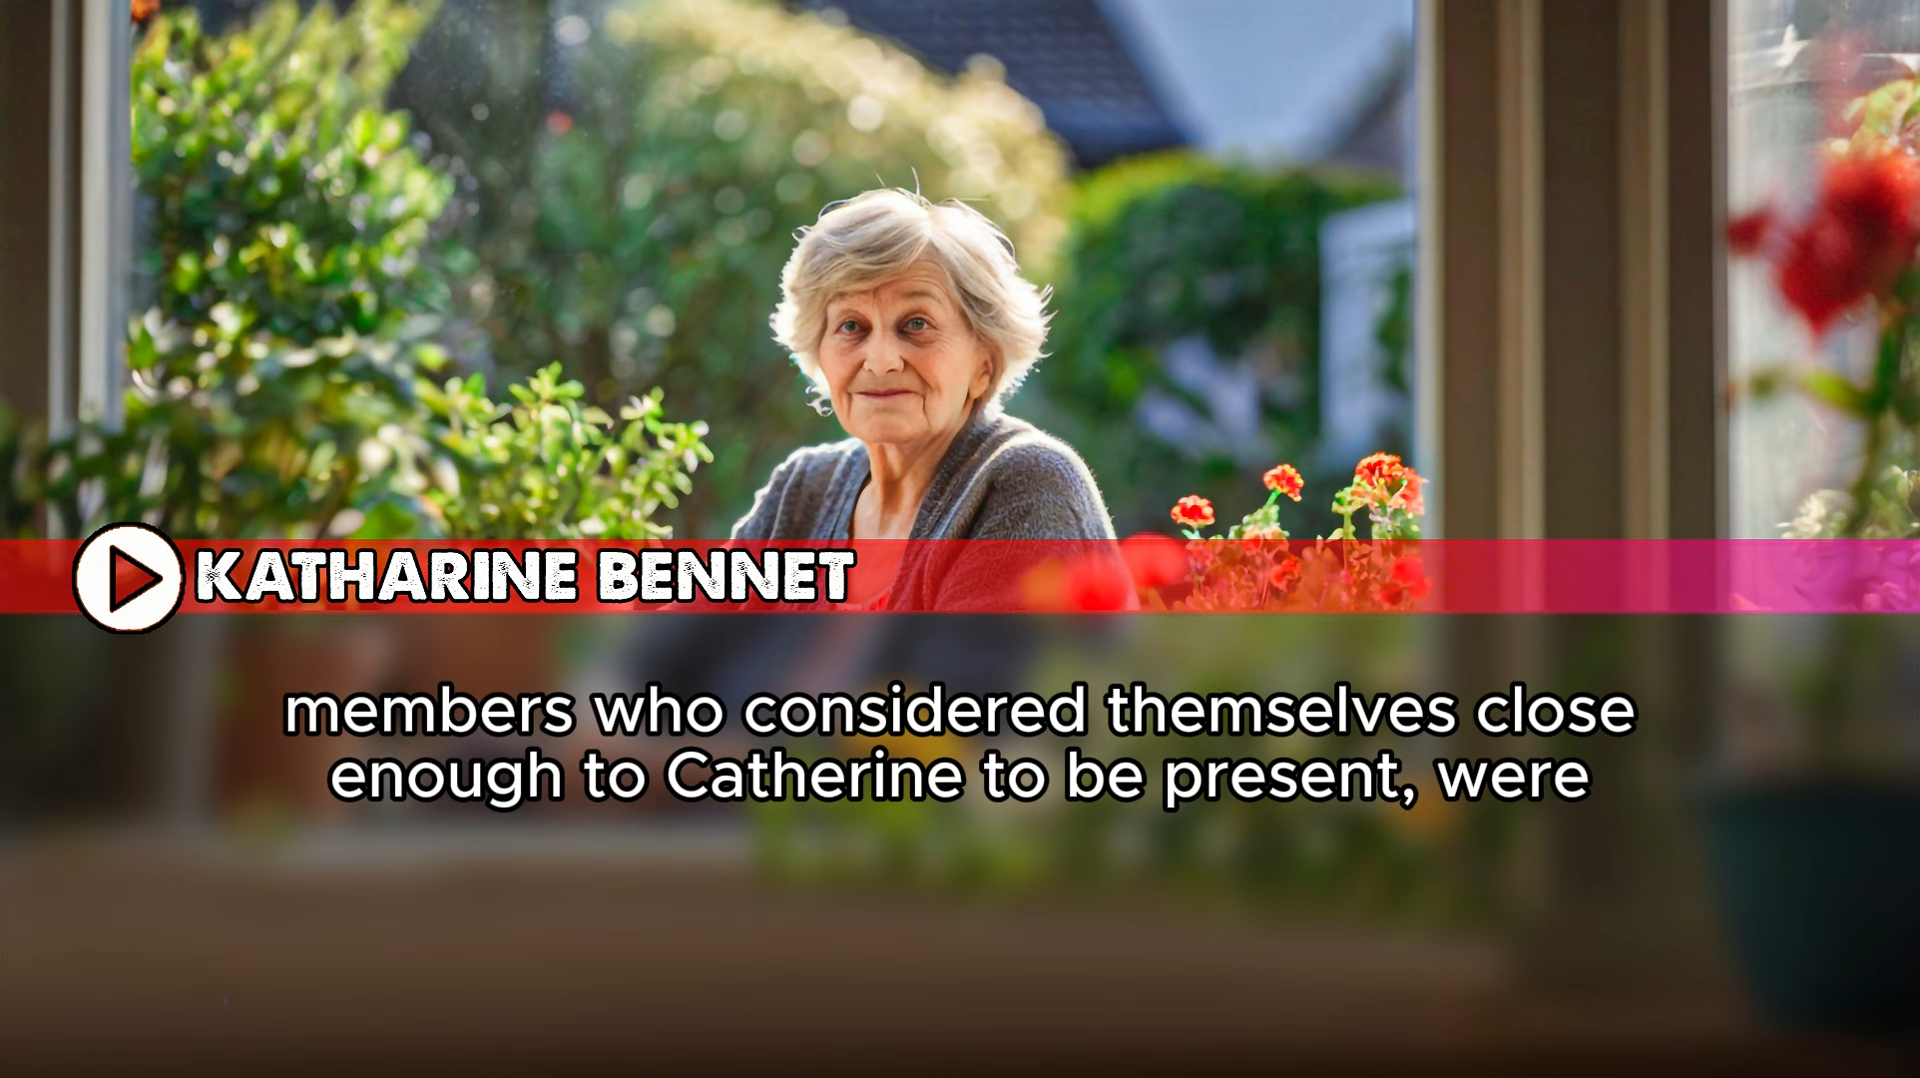 KATHARINE BENNET
members who considered themselves close
enough to Catherine to be present, were